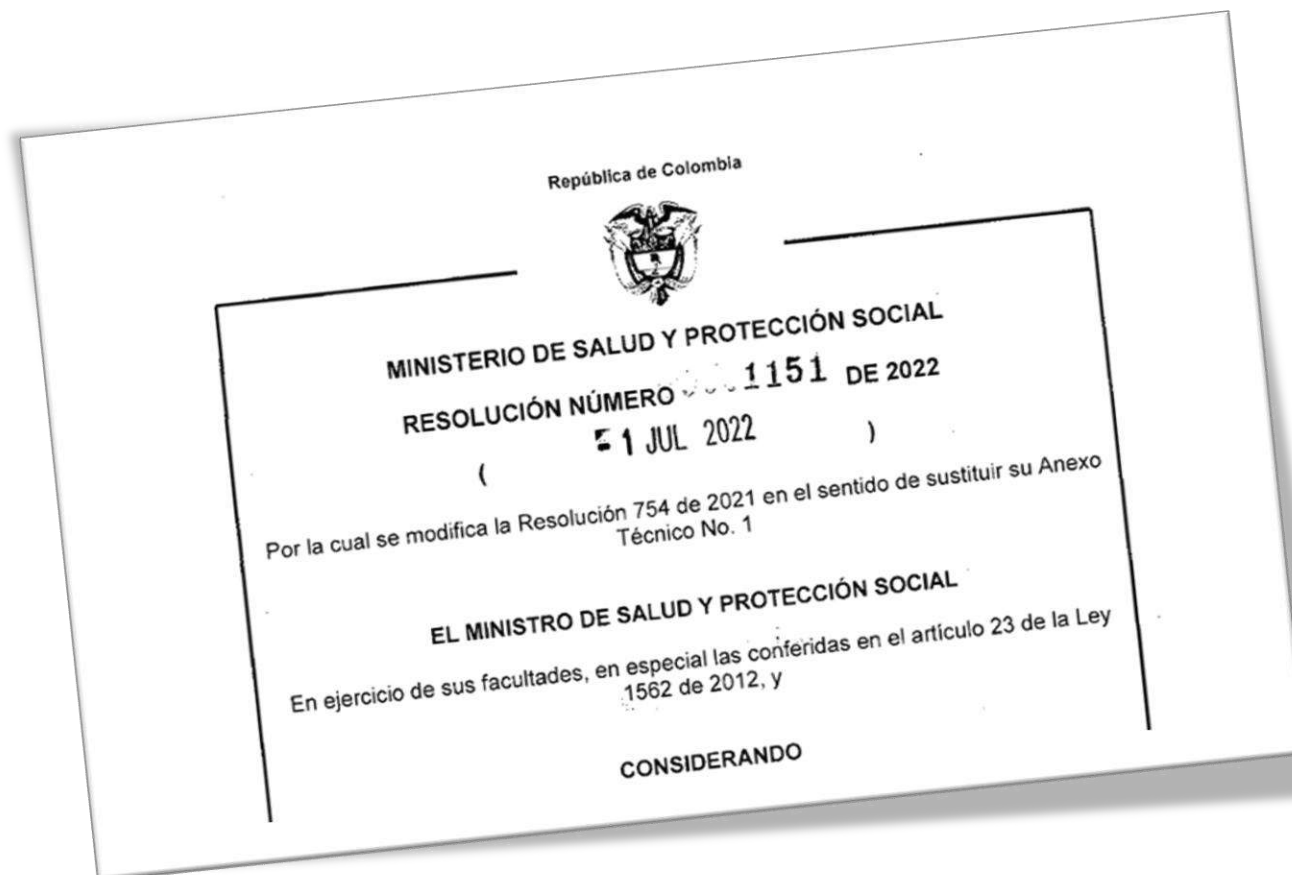 República de Colombia
MINISTERIO DE SALUD Y PROTECCIÓN SOCIAL
RESOLUCIÓN NÚMERO 1151 DE 2022
( 1 JUL 2022 )
Por la cual se modifica la Resolución 754 de 2021 en el sentido de sustituir su Anexo
Técnico No. 1
EL MINISTRO DE SALUD Y PROTECCIÓN SOCIAL
En ejercicio de sus facultades, en especial las conferidas en el artículo 23 de la Ley
1562 de 2012, y
CONSIDERANDO